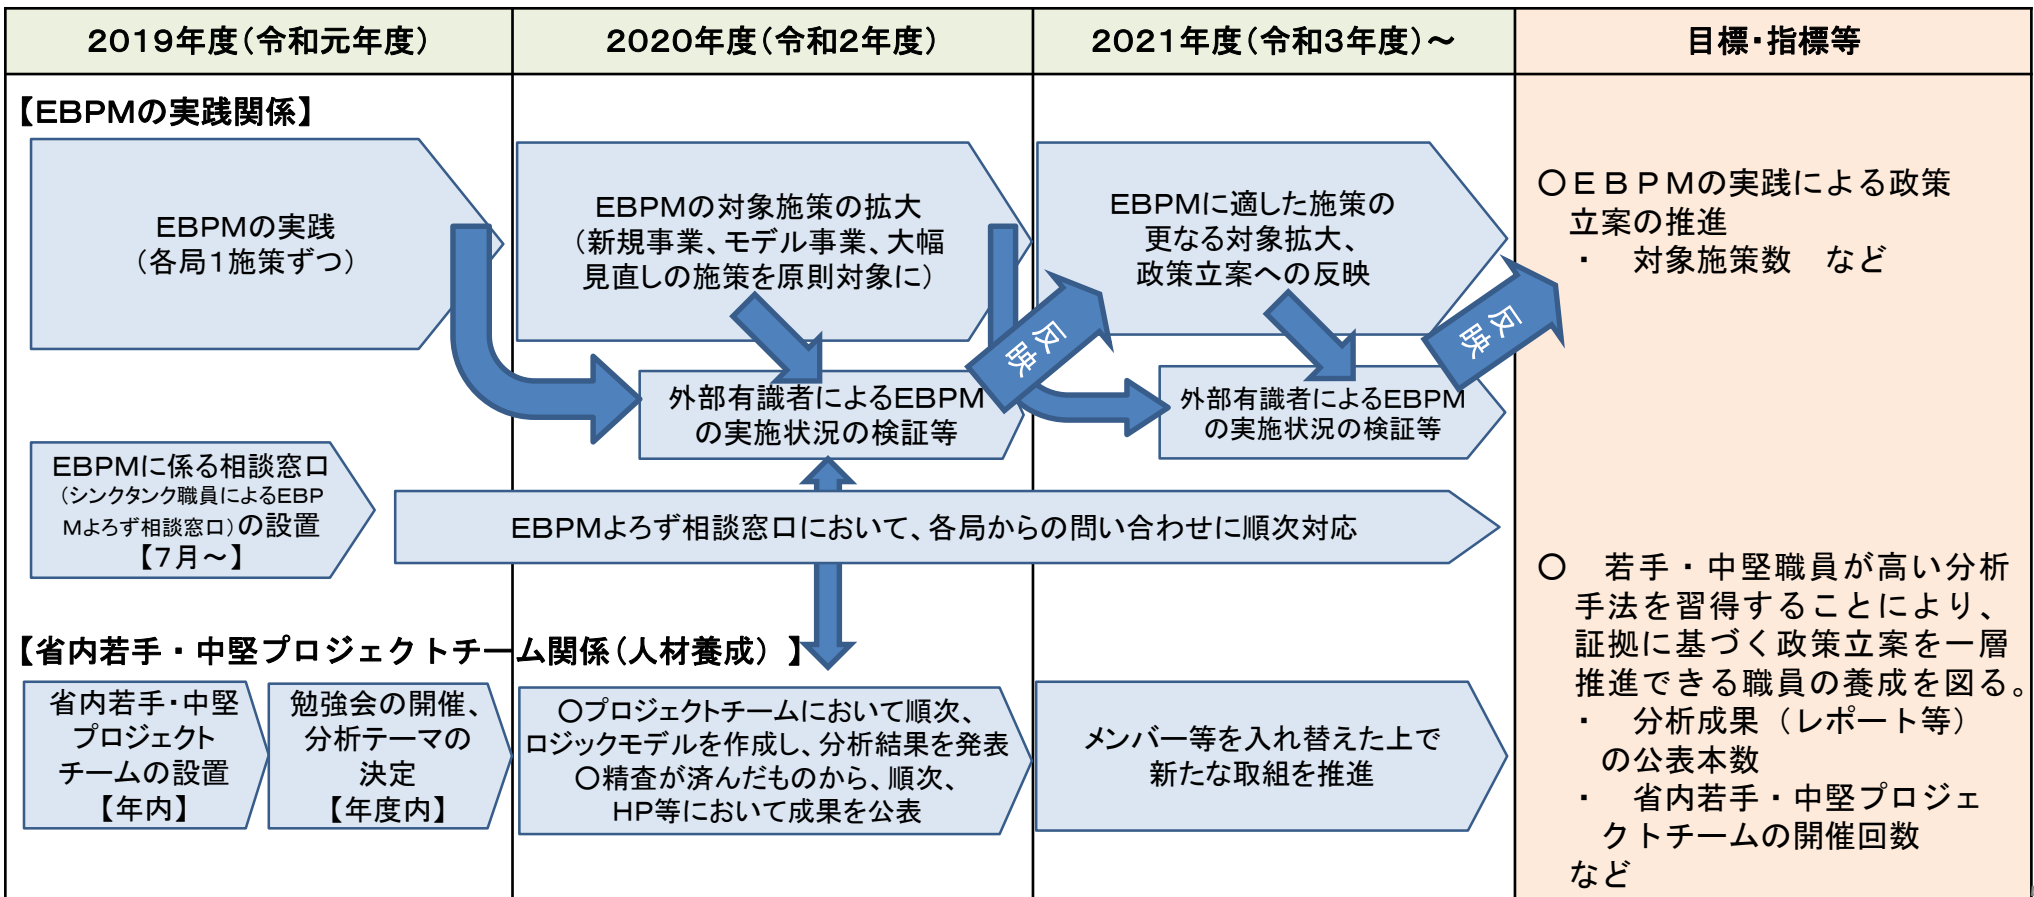 2019年度(令和元年度)
2020年度(令和2年度)
2021年度(令和3年度)～
目標・指標等
【EBPMの実践関係】
EBPMの実践
(各局1施策ずつ)
EBPMの対象施策の拡大
(新規事業、モデル事業、大幅
見直しの施策を原則対象に)
EBPMに適した施策の
更なる対象拡大、
政策立案への反映
反映
反映
外部有識者によるEBPM
の実施状況の検証等
外部有識者によるEBPM
の実施状況の検証等
EBPMに係る相談窓口
(シンクタンク職員によるEBP
Mよろず相談窓口)の設置
【7月～】
EBPMよろず相談窓口において、各局からの問い合わせに順次対応
【省内若手・中堅プロジェクトチーム関係(人材養成) 】
省内若手・中堅
プロジェクト
チームの設置
【年内】
勉強会の開催、
分析テーマの
決定
【年度内】
○プロジェクトチームにおいて順次、
ロジックモデルを作成し、分析結果を発表
○精査が済んだものから、順次、
HP等において成果を公表
メンバー等を入れ替えた上で
新たな取組を推進
○EBPMの実践による政策
立案の推進
・ 対象施策数 など
○ 若手・中堅職員が高い分析
手法を習得することにより、
証拠に基づく政策立案を一層
推進できる職員の養成を図る。
・ 分析成果（レポート等）
の公表本数
・ 省内若手・中堅プロジェ
クトチームの開催回数
など